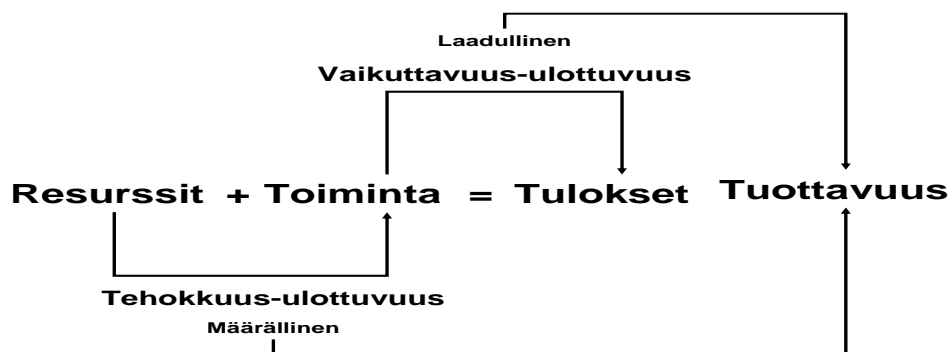 Laadullinen
Vaikuttavuus-ulottuvuus
Resurssit + Toiminta = Tulokset Tuottavuus
Tehokkuus-ulottuvuus
Määrällinen